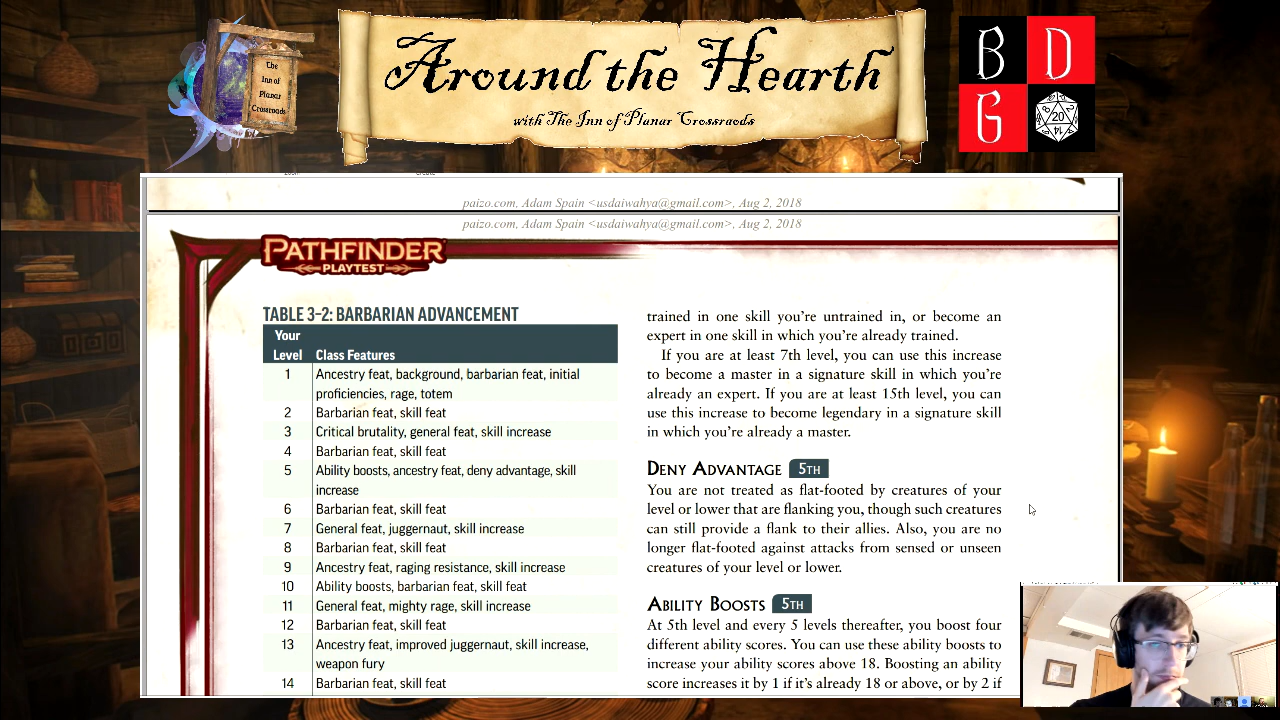 The
Inn of
Planar
Crossroads
Around the Hearth
with The Inn of Planar Crossraods
B D
G 20
paizo.com, Adam Spain <usdaiwahya@gmail.com>, Aug 2, 2018
paizo.com, Adam Spain <usdaiwahya@gmail.com>, Aug 2, 2018
PATHFINDER
PLAYTEST
TABLE 3-2: BARBARIAN ADVANCEMENT
Your
Level Class Features
1 Ancestry feat, background, barbarian feat, initial
proficiencies, rage, totem
2 Barbarian feat, skill feat
3 Critical brutality, general feat, skill increase
4 Barbarian feat, skill feat
5 Ability boosts, ancestry feat, deny advantage, skill
increase
6 Barbarian feat, skill feat
7 General feat, juggernaut, skill increase
8 Barbarian feat, skill feat
9 Ancestry feat, raging resistance, skill increase
10 Ability boosts, barbarian feat, skill feat
11 General feat, mighty rage, skill increase
12 Barbarian feat, skill feat
13 Ancestry feat, improved juggernaut, skill increase,
weapon fury
14 Barbarian feat, skill feat
trained in one skill you're untrained in, or become an
expert in one skill in which you're already trained.
If you are at least 7th level, you can use this increase
to become a master in a signature skill in which you're
already an expert. If you are at least 15th level, you can
use this increase to become legendary in a signature skill
in which you're already a master.
DENY ADVANTAGE 5TH
You are not treated as flat-footed by creatures of your
level or lower that are flanking you, though such creatures
can still provide a flank to their allies. Also, you are no
longer flat-footed against attacks from sensed or unseen
creatures of your level or lower.
ABILITY BOOSTS 5TH
At 5th level and every 5 levels thereafter, you boost four
different ability scores. You can use these ability boosts to
increase your ability scores above 18. Boosting an ability
score increases it by 1 if it's already 18 or above, or by 2 if